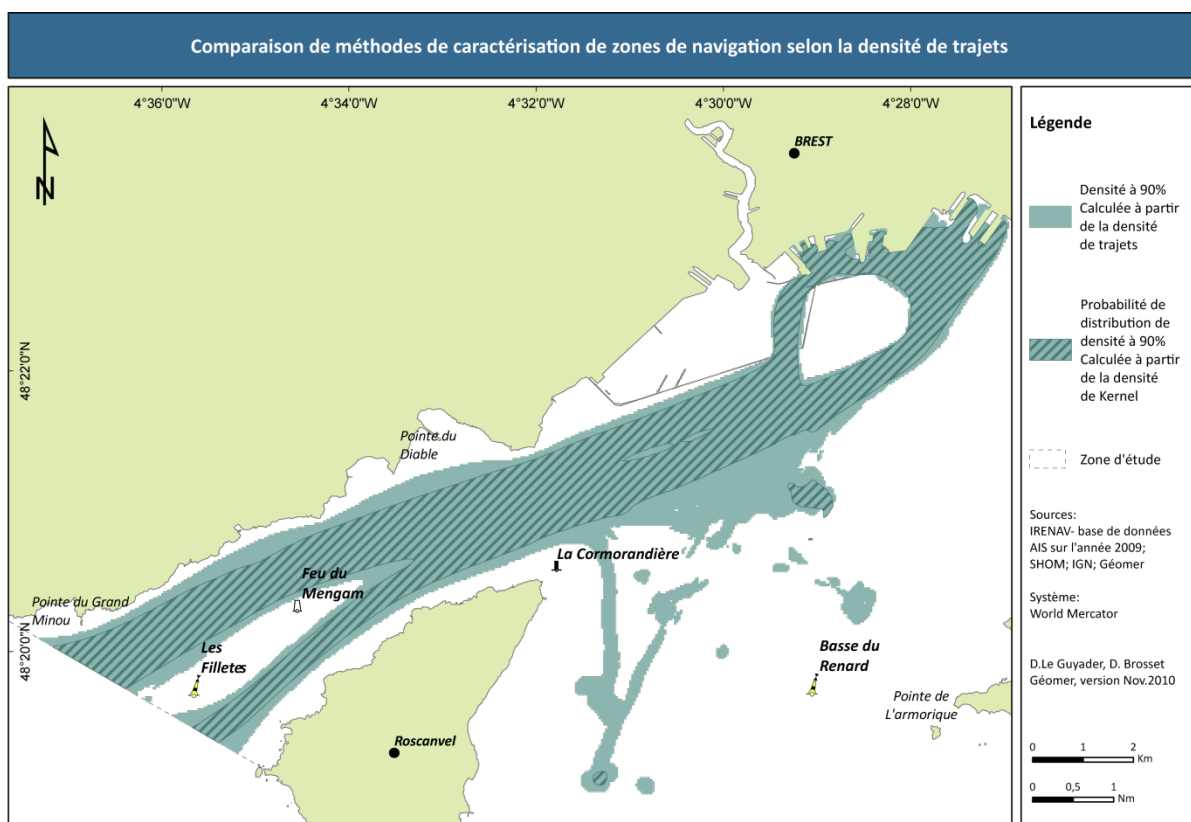 Comparaison de méthodes de caractérisation de zones de navigation selon la densité de trajets
4°36'0"W
4°34'0"W
4°32'0"W
4°30'0"W
4°28'0"W
N
BREST
48°22'0"N
Pointe du
Diable
La Cormorandière
Feu du
Mengam
Pointe du Grand
Minou
48°20'0"N
Les
Filletes
Basse du
Renard
Pointe de
L'armorique
Roscanvel
Légende
Densité à 90%
Calculée à partir
de la densité
de trajets
Probabilité de
distribution de
densité à 90%
Calculée à partir
de la densité
de Kernel
Zone d'étude
Sources:
IRENAV- base de données
AIS sur l'année 2009;
SHOM; IGN; Géomer
Système:
World Mercator
D.Le Guyader, D. Brosset
Géomer, version Nov.2010
0 1 2
Km
0 0,5 1
Nm